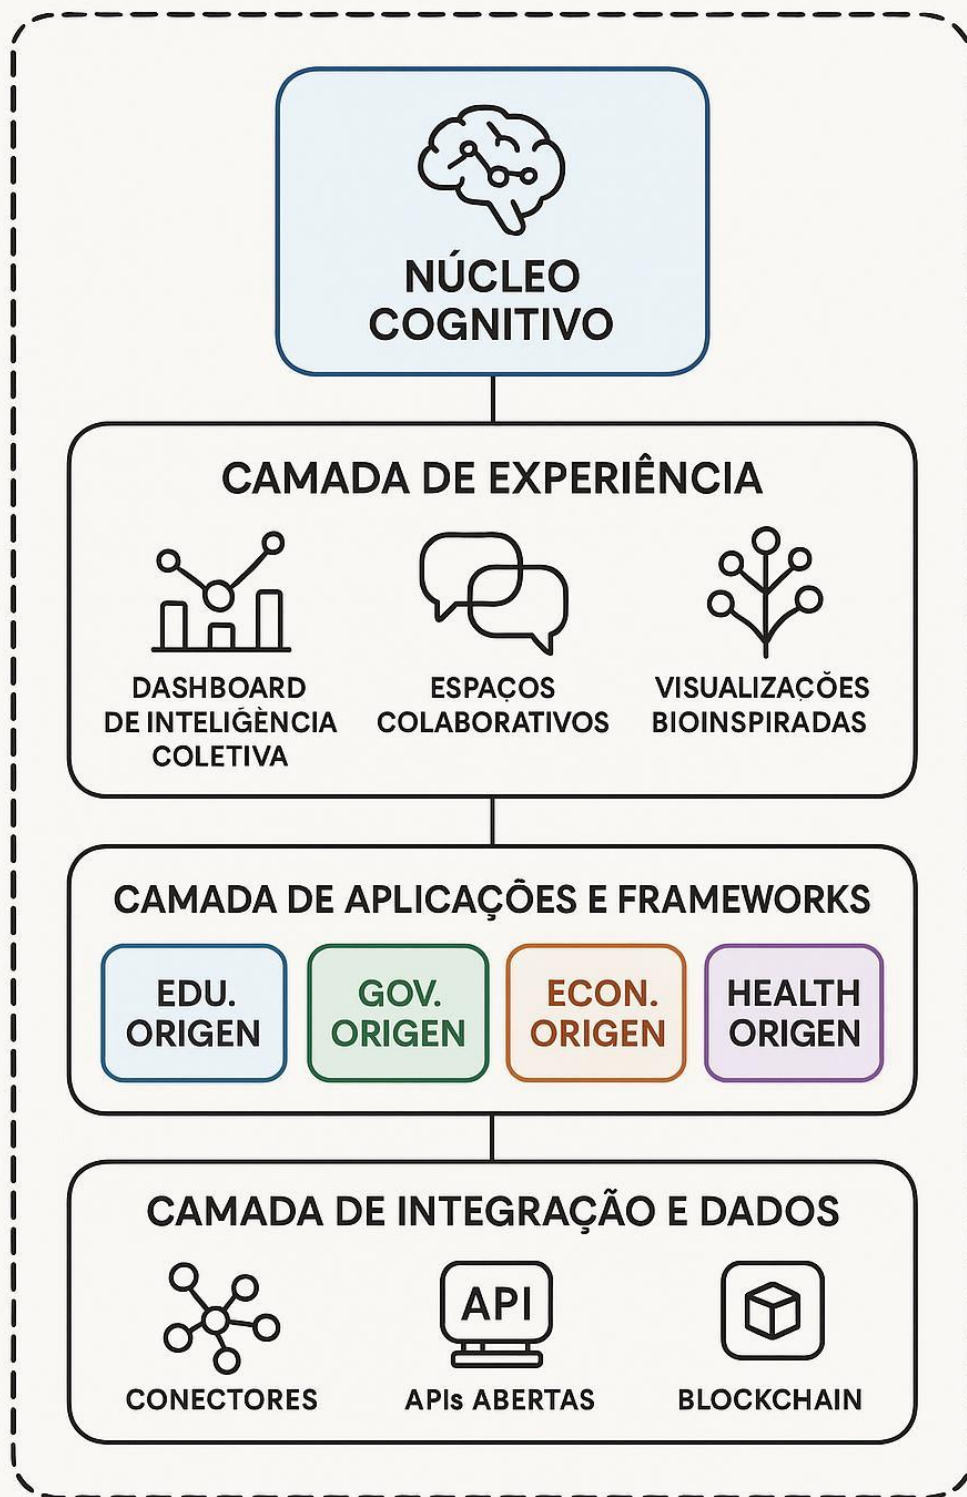 NÚCLEO
COGNITIVO
CAMADA DE EXPERIÊNCIA
DASHBOARD
DE INTELIĠÈNCIA
COLETIVA
ESPAÇOS
COLABORATIVOS
VISUALIZAÇÕES
BIOINSPIRADAS
CAMADA DE APLICAÇÕES E FRAMEWORKS
EDU.
ORIGEN
GOV.
ORIGEN
ECON.
ORIGEN
HEALTH
ORIGEN
CAMADA DE INTEGRAÇÃO E DADOS
API
CONECTORES
APIs ABERTAS
BLOCKCHAIN